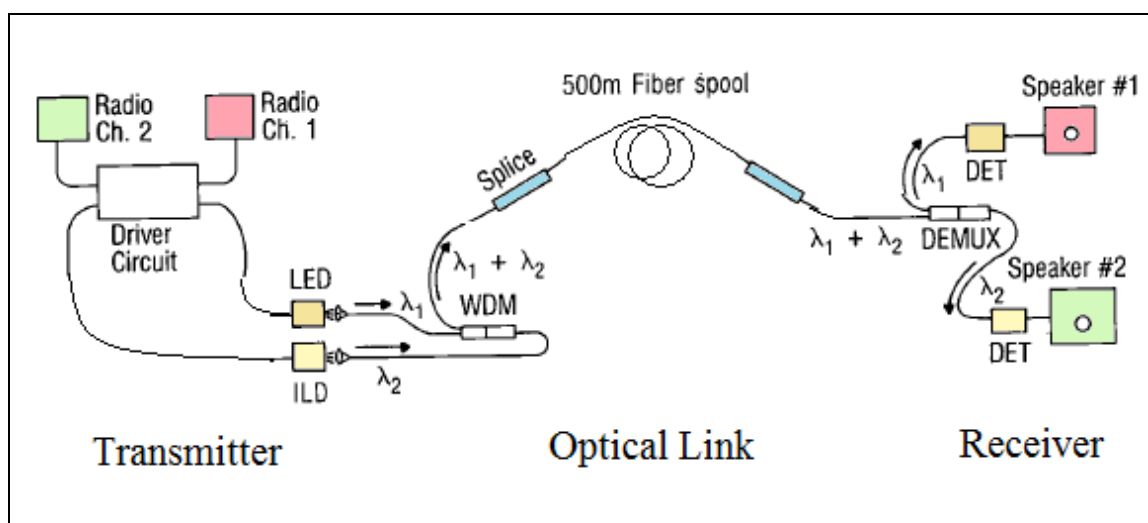 500m Fiber spool
Radio
Ch. 2
Radio
Ch. 1
Speaker #1
Splice
λ₁
DET
Driver
Circuit
λ₁ + λ₂
λ₁ + λ₂
DEMUX
LED
λ₁
WDM
λ₂
Speaker #2
ILD
λ₂
DET
Transmitter
Optical Link
Receiver